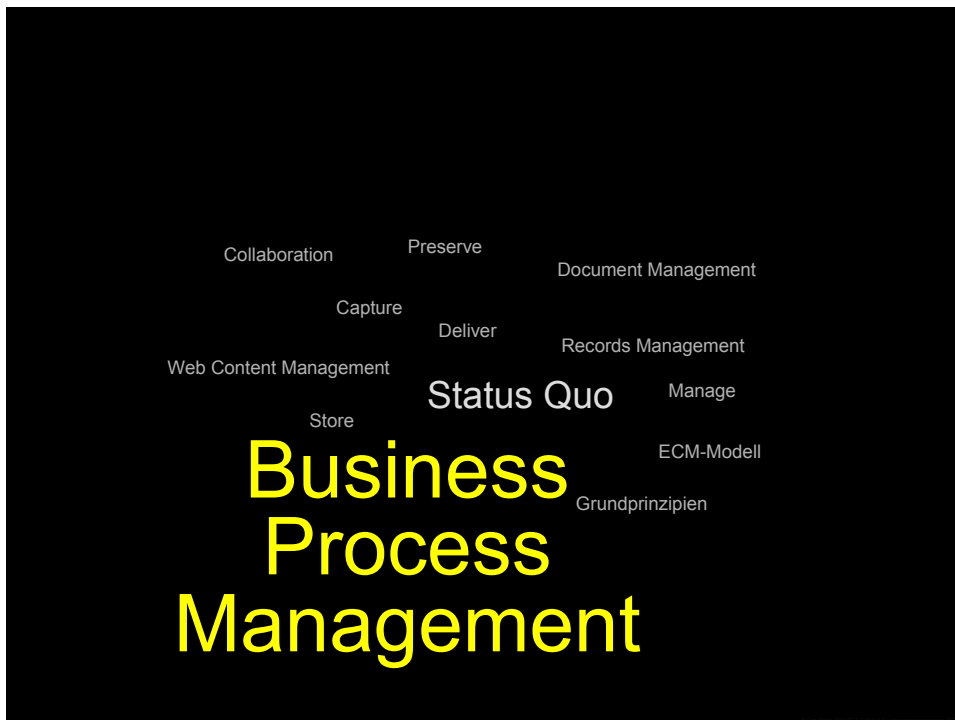 Preserve
Collaboration
Document Management
Capture
Deliver
Records Management
Web Content Management
Status Quo
Manage
Store
ECM-Modell
Business
Process
Management
Grundprinzipien